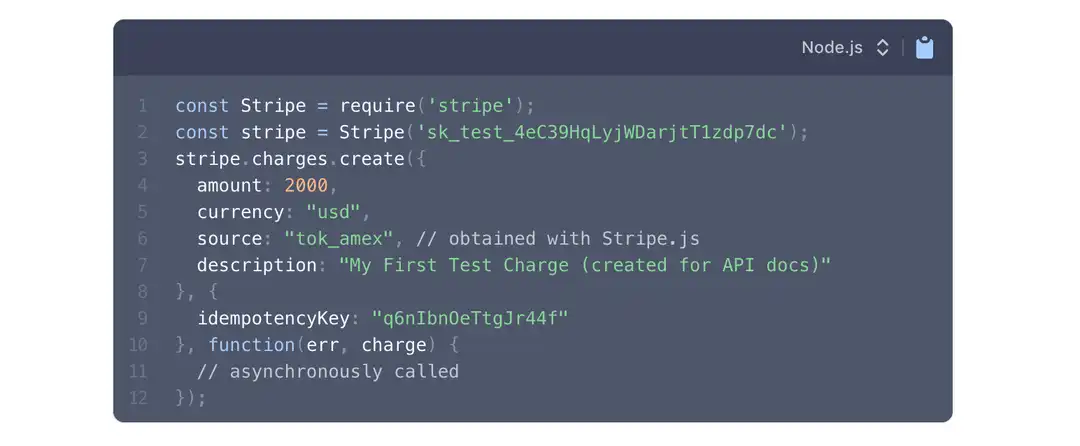 Node.js
1 const Stripe = require('stripe');
2 const stripe = Stripe('sk_test_4eC39HqLyjWDarjtT1zdp7dc');
3 stripe.charges.create({
4   amount: 2000,
5   currency: "usd",
6   source: "tok_amex", // obtained with Stripe.js
7   description: "My First Test Charge (created for API docs)"
8 }, {
9   idempotencyKey: "q6nIbnOeTtgJr44f"
10 }, function(err, charge) {
11   // asynchronously called
12 });